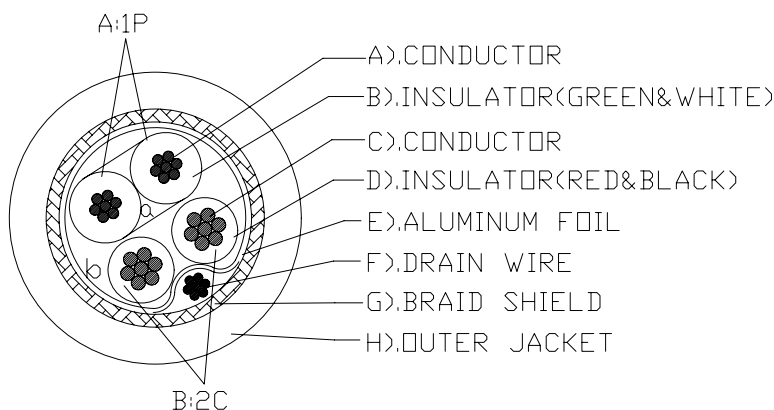 A:1P
A).CONDUCTOR
B).INSULATOR(GREEN&WHITE)
C).CONDUCTOR
D).INSULATOR(RED&BLACK)
E).ALUMINUM FOIL
F).DRAIN WIRE
G).BRAID SHIELD
H).OUTER JACKET
a
b
B:2C